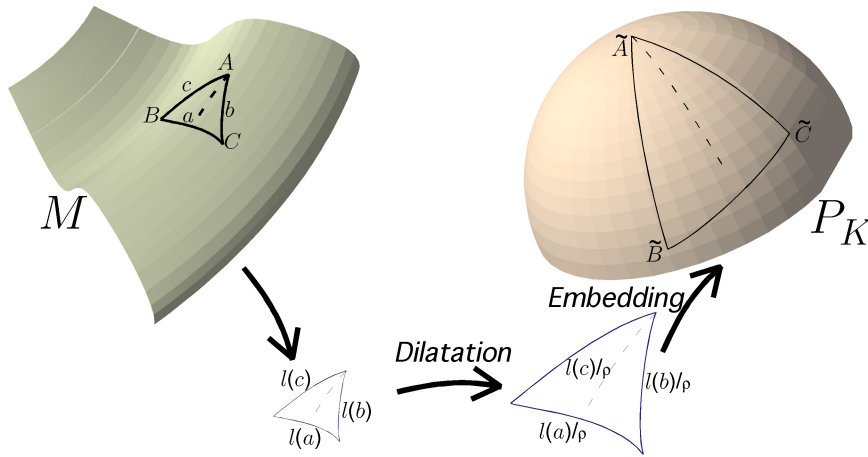 A
c
B
a
b
C
M
Ã
C̃
B̃
P_K
Embedding
Dilatation
l(c)
l(b)
l(a)
l(c)/ρ
l(b)/ρ
l(a)/ρ